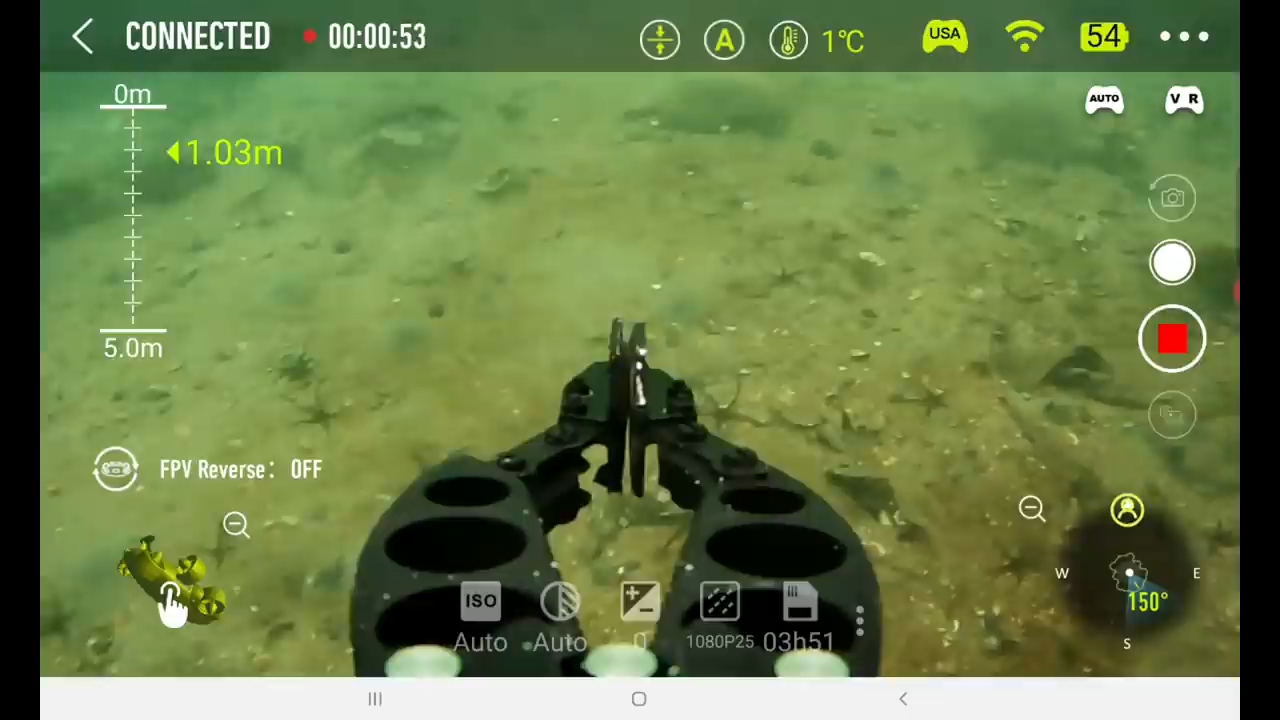 CONNECTED 00:00:53 A 1°C USA 54
AUTO V R
0m
1.03m
5.0m
FPV Reverse: OFF
W E
150°
S
ISO
Auto Auto 0 1080P25 03h51